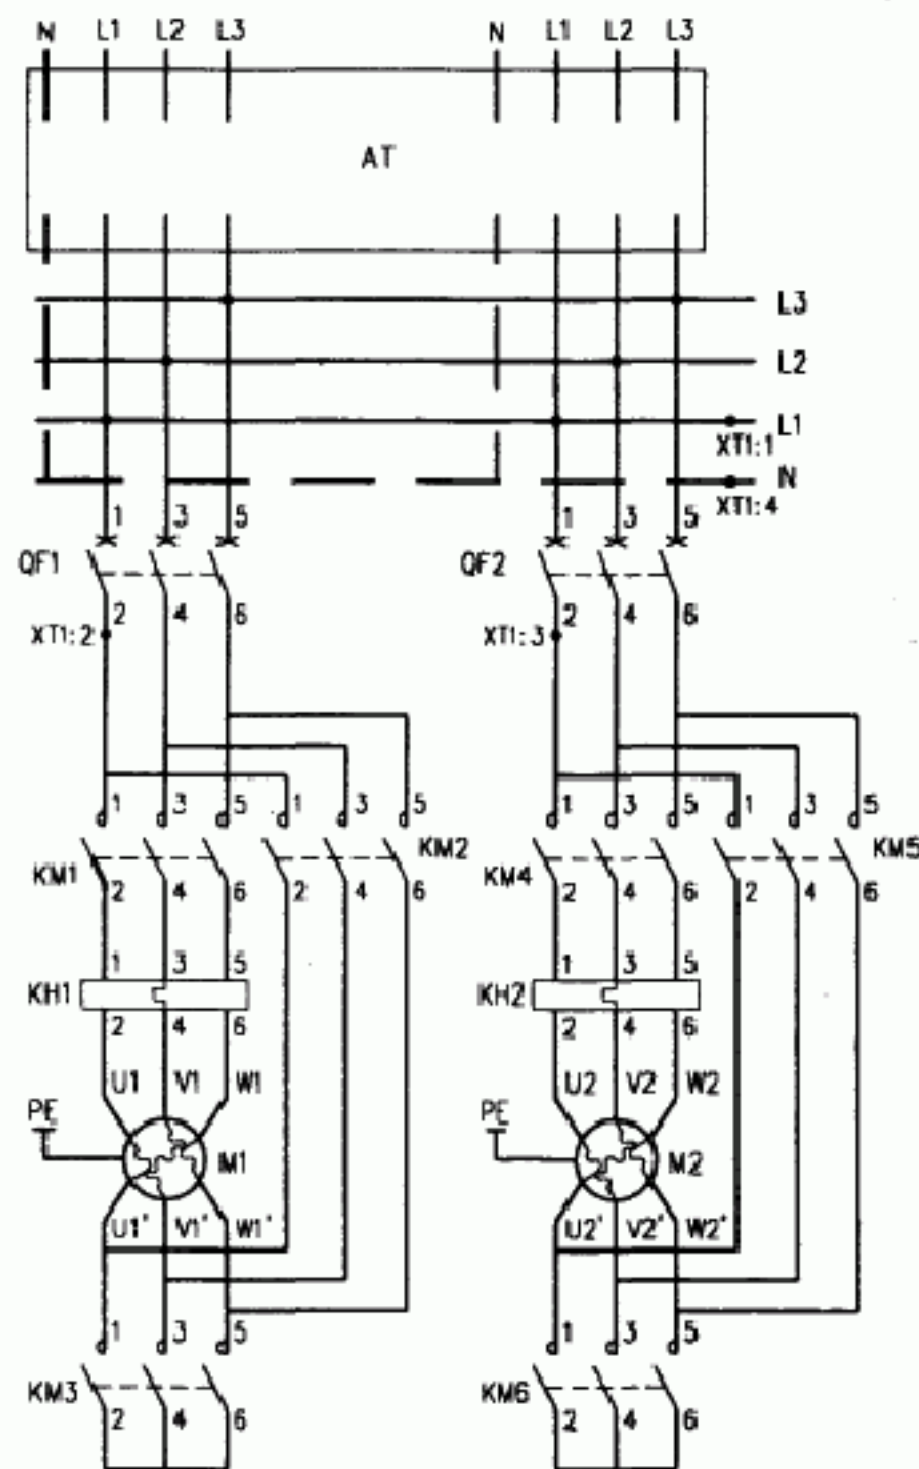 N L1 L2 L3 N L1 L2 L3
AT
L3
L2
L1
XT1:1
IN
XT1:4
1 3 5 1 3 5
QF1 QF2
2 4 6 2 4 6
XT1:2 XT1:3
1 3 5 1 3 5 1 3 5 1 3 5
KM1 KM2 KM4 KM5
2 4 6 2 4 6 2 4 6 2 4 6
1 3 5 1 3 5
KH1 KH2
2 4 6 2 4 6
U1 V1 W1 U2 V2 W2
PE PE
M1 M2
U1' V1' W1' U2' V2' W2'
1 3 5 1 3 5
KM3 KM6
2 4 6 2 4 6